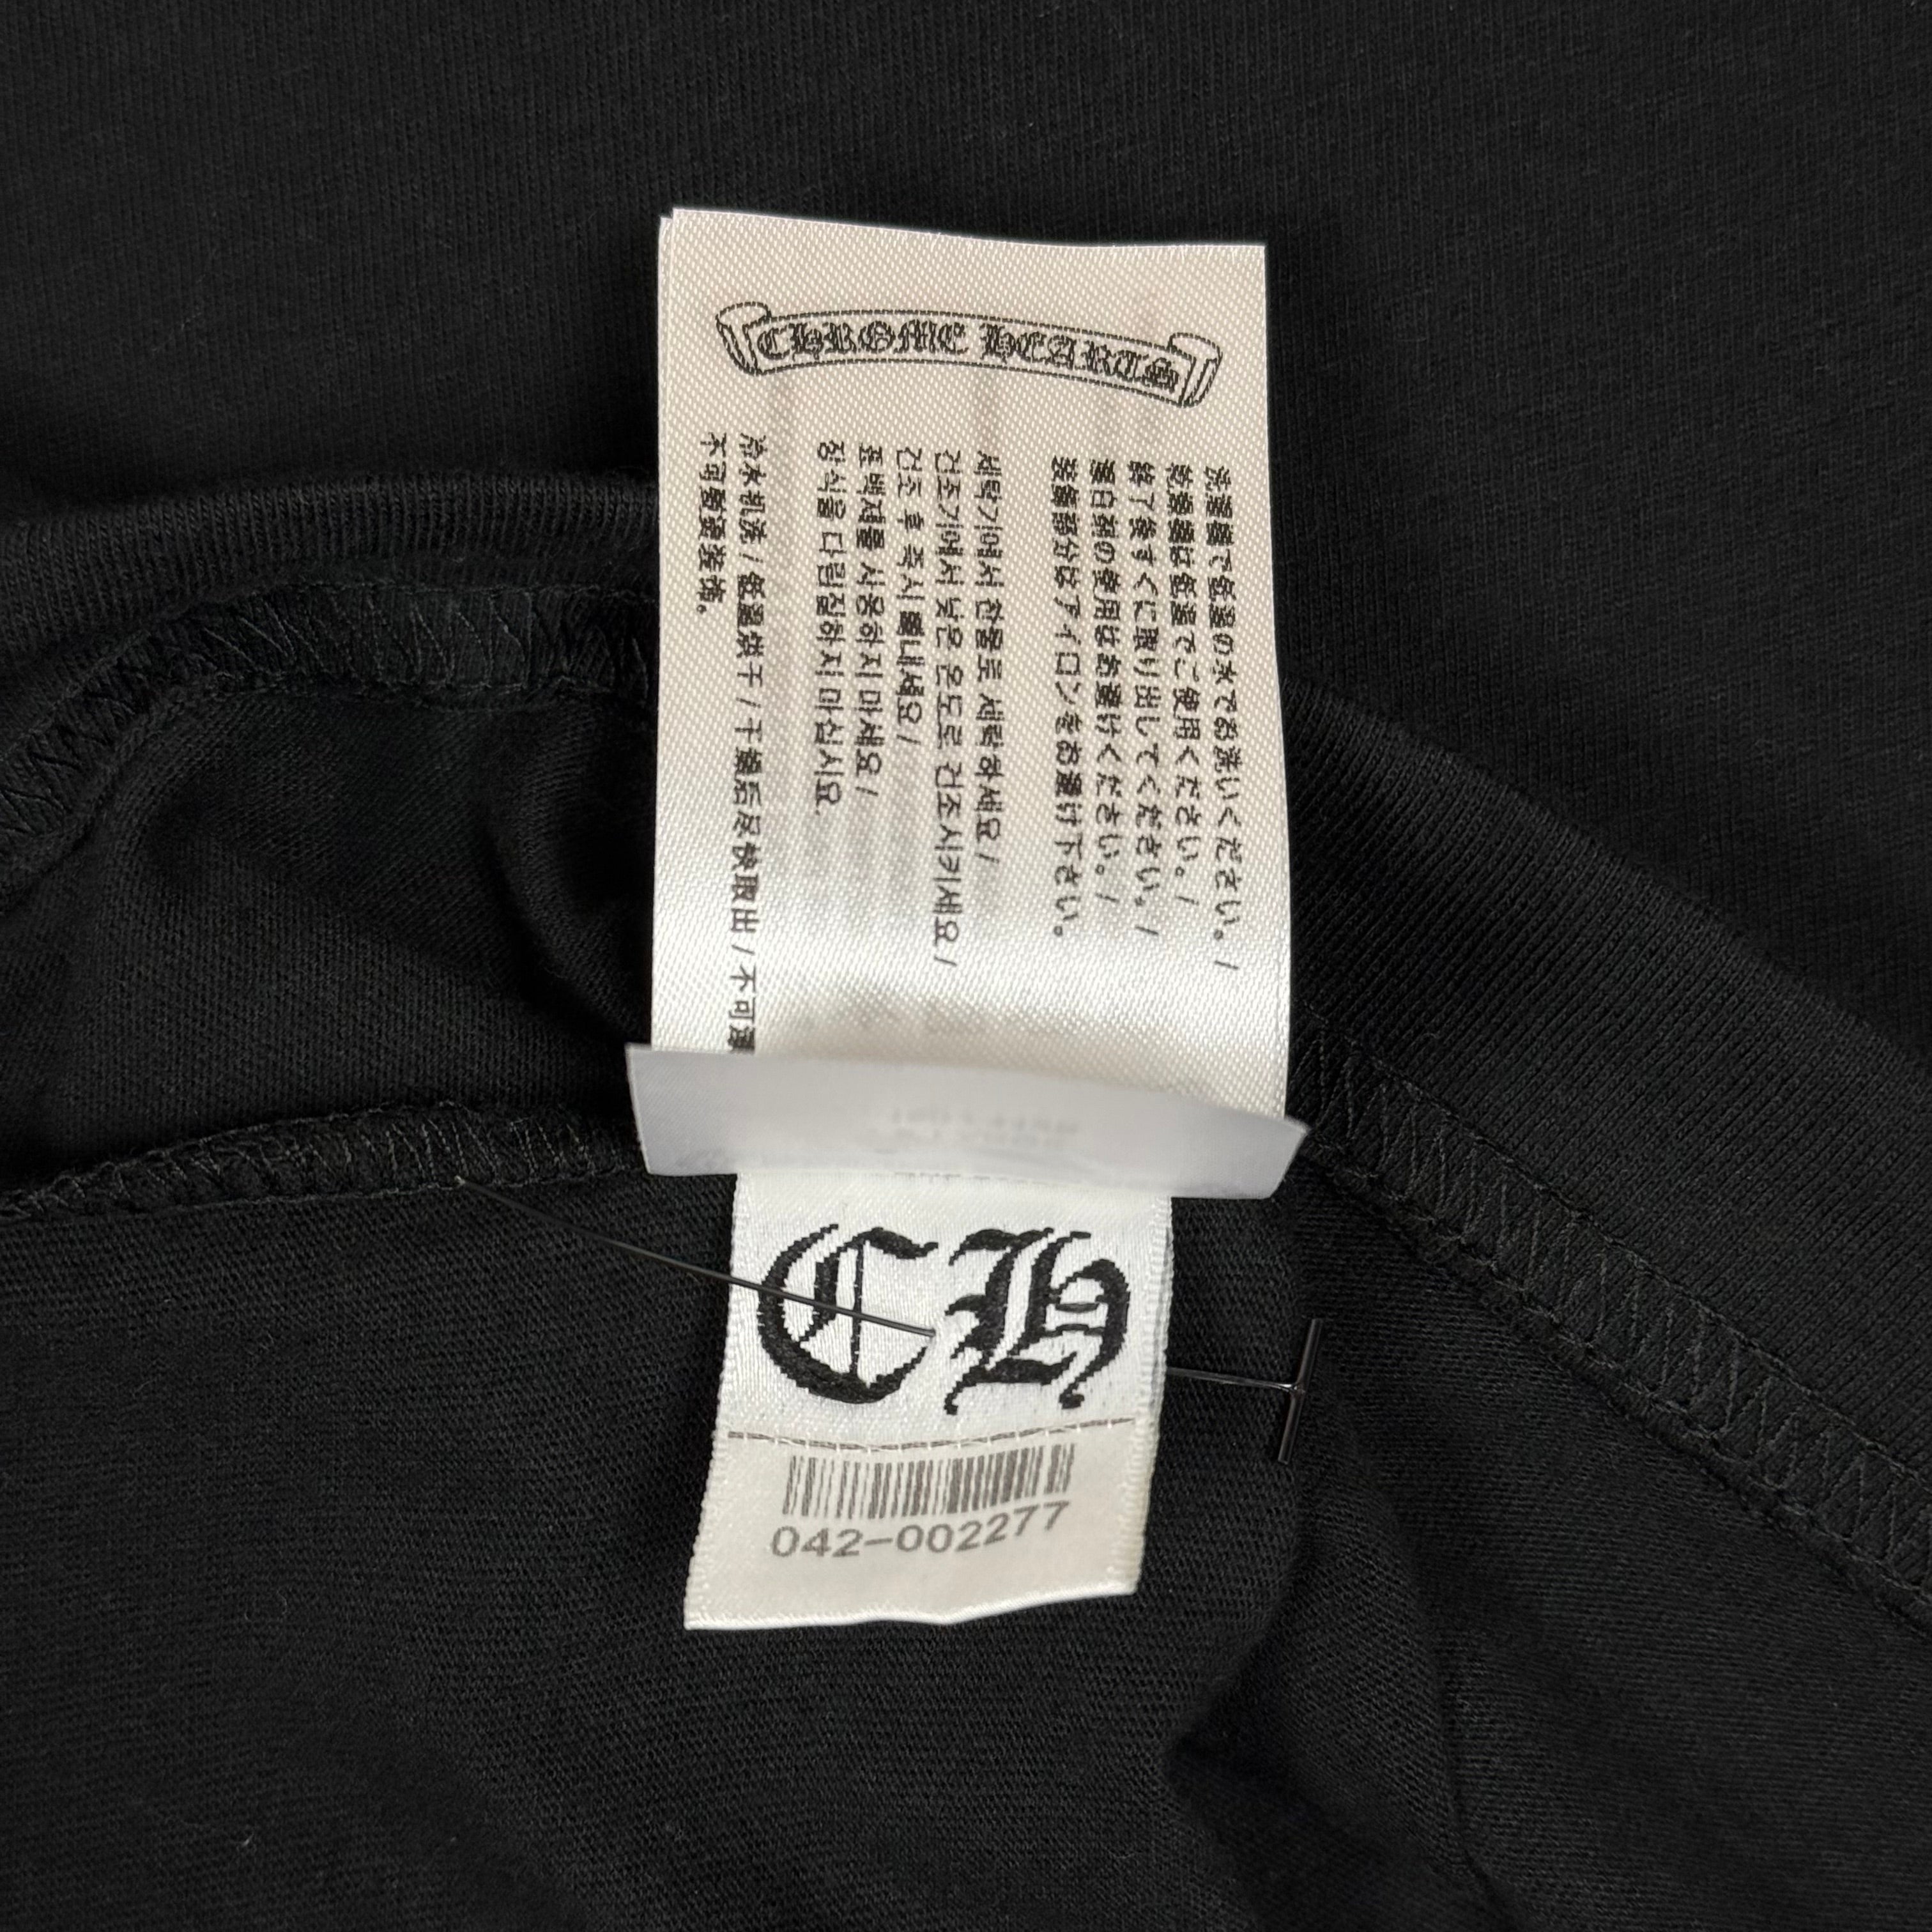 CHROME HEARTS
洗濯機で低温の水でお洗いください。/
乾燥機は低温でご使用ください。/
終了後すぐに取り出してください。/
漂白剤の使用はお避けください。/
装飾部分はアイロンをお避け下さい。
세탁기에서 찬물로 세탁하세요 /
건조기에서 낮은 온도로 건조시키세요 /
건조 후 즉시 빼내세요 /
표백제를 사용하지 마세요 /
장식을 다림질하지 마십시요.
冷水机洗 / 低温烘干 / 干燥后尽快取出 / 不可漂
不可熨烫装饰。
CH
042-002277